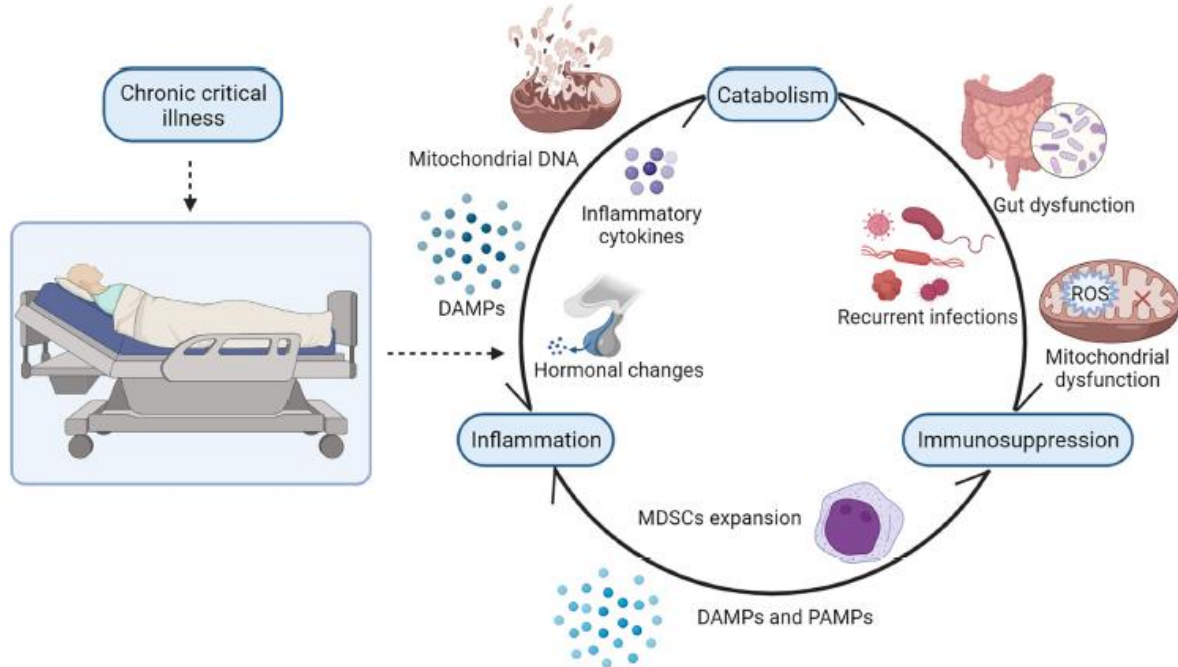 Chronic critical
illness
Catabolism
Mitochondrial DNA
Inflammatory
cytokines
DAMPs
Hormonal changes
Gut dysfunction
Recurrent infections
ROS
Mitochondrial
dysfunction
Inflammation
Immunosuppression
MDSCs expansion
DAMPs and PAMPs